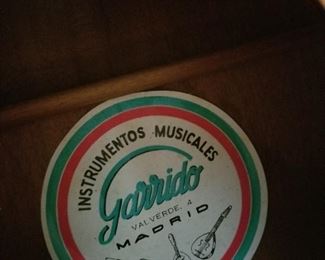 INSTRUMENTOS MUSICALES
Garrido
VALVERDE, 4
MADRID